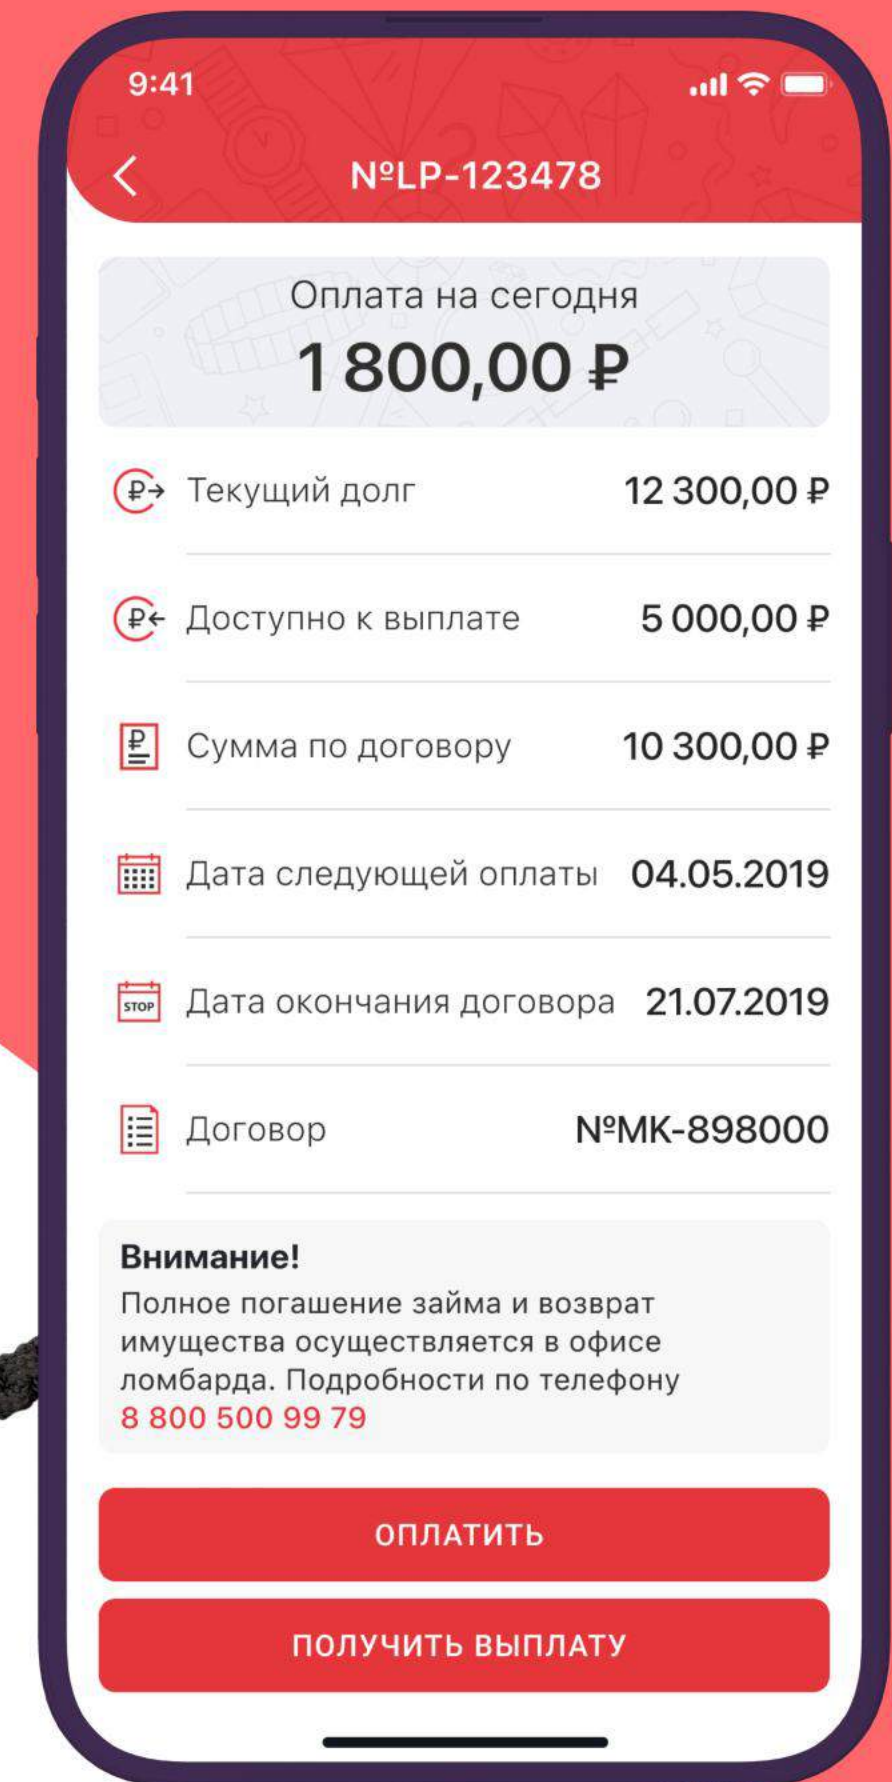 9:41
№LP-123478
Оплата на сегодня
1 800,00 ₽
Текущий долг 12 300,00 ₽
Доступно к выплате 5 000,00 ₽
Сумма по договору 10 300,00 ₽
Дата следующей оплаты 04.05.2019
STOP Дата окончания договора 21.07.2019
Договор №МК-898000
Внимание!
Полное погашение займа и возврат
имущества осуществляется в офисе
ломбарда. Подробности по телефону
8 800 500 99 79
ОПЛАТИТЬ
ПОЛУЧИТЬ ВЫПЛАТУ